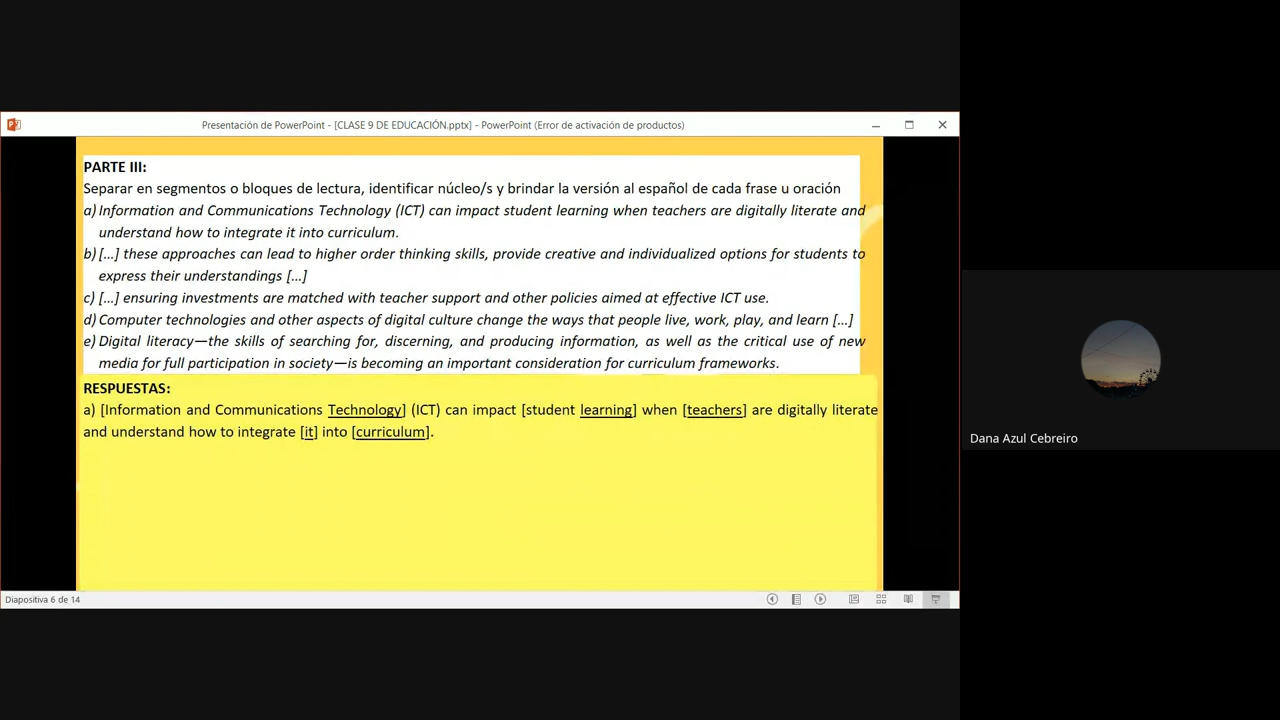 Presentación de PowerPoint - [CLASE 9 DE EDUCACIÓN.pptx] - PowerPoint (Error de activación de productos)
PARTE III:
Separar en segmentos o bloques de lectura, identificar núcleo/s y brindar la versión al español de cada frase u oración
a) Information and Communications Technology (ICT) can impact student learning when teachers are digitally literate and
understand how to integrate it into curriculum.
b) [...] these approaches can lead to higher order thinking skills, provide creative and individualized options for students to
express their understandings [...]
c) [...] ensuring investments are matched with teacher support and other policies aimed at effective ICT use.
d) Computer technologies and other aspects of digital culture change the ways that people live, work, play, and learn [...]
e) Digital literacy—the skills of searching for, discerning, and producing information, as well as the critical use of new
media for full participation in society—is becoming an important consideration for curriculum frameworks.
RESPUESTAS:
a) [Information and Communications Technology] (ICT) can impact [student learning] when [teachers] are digitally literate
and understand how to integrate [it] into [curriculum].
Dana Azul Cebreiro
Diapositiva 6 de 14